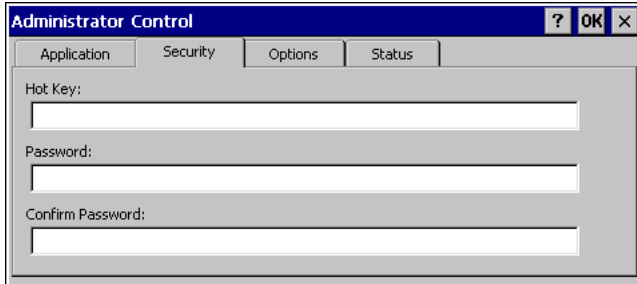 Administrator Control ? OK ×
Application Security Options Status
Hot Key:
Password:
Confirm Password: